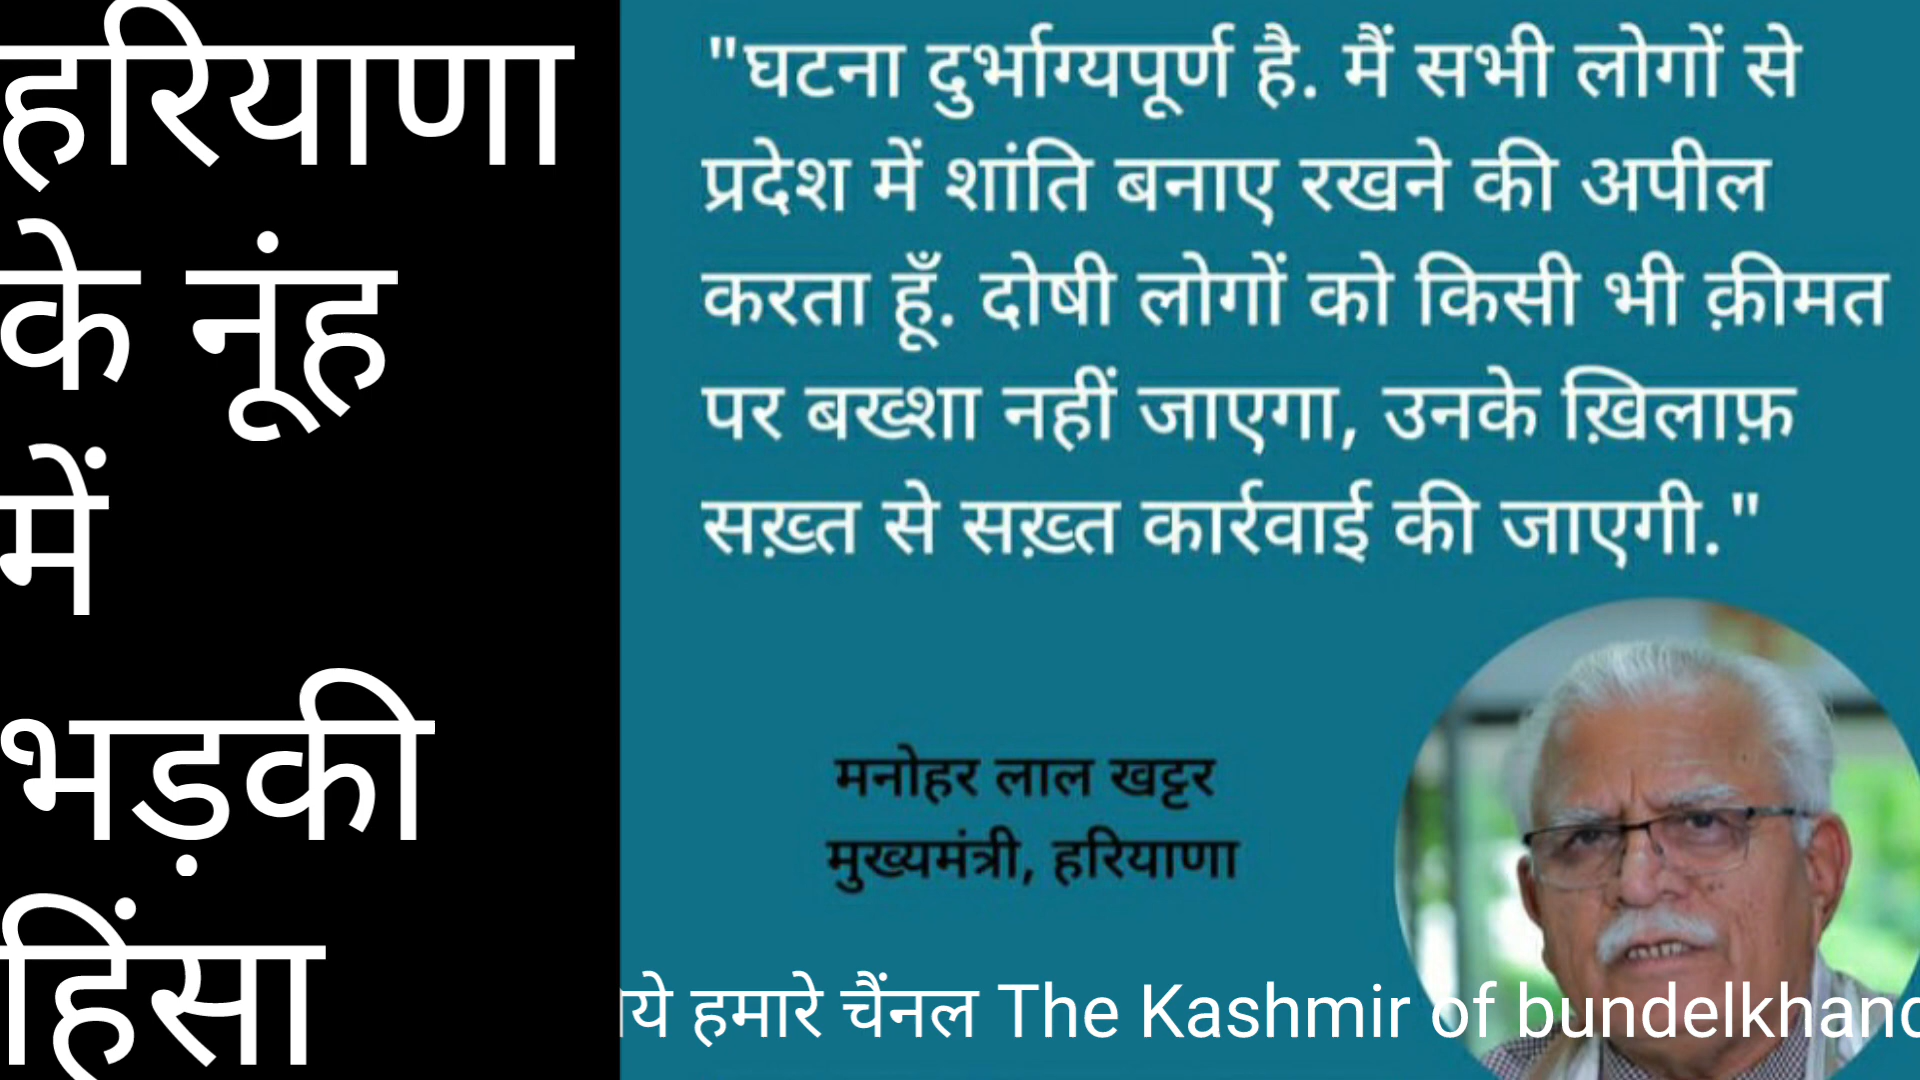 हरियाणा
के नूंह
में
भड़की
हिंसा
"घटना दुर्भाग्यपूर्ण है. मैं सभी लोगों से
प्रदेश में शांति बनाए रखने की अपील
करता हूँ. दोषी लोगों को किसी भी क़ीमत
पर बख्शा नहीं जाएगा, उनके ख़िलाफ़
सख़्त से सख़्त कार्रवाई की जाएगी."
मनोहर लाल खट्टर
मुख्यमंत्री, हरियाणा
हमारे चैंनल The Kashmir of bundelkhand